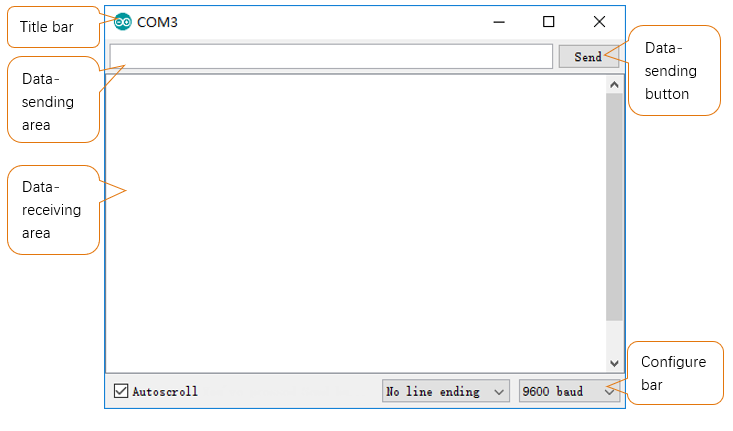 Title bar
COM3
Send
Data-
sending
area
Data-
sending
button
Data-
receiving
area
Configure
bar
Autoscroll
No line ending
9600 baud